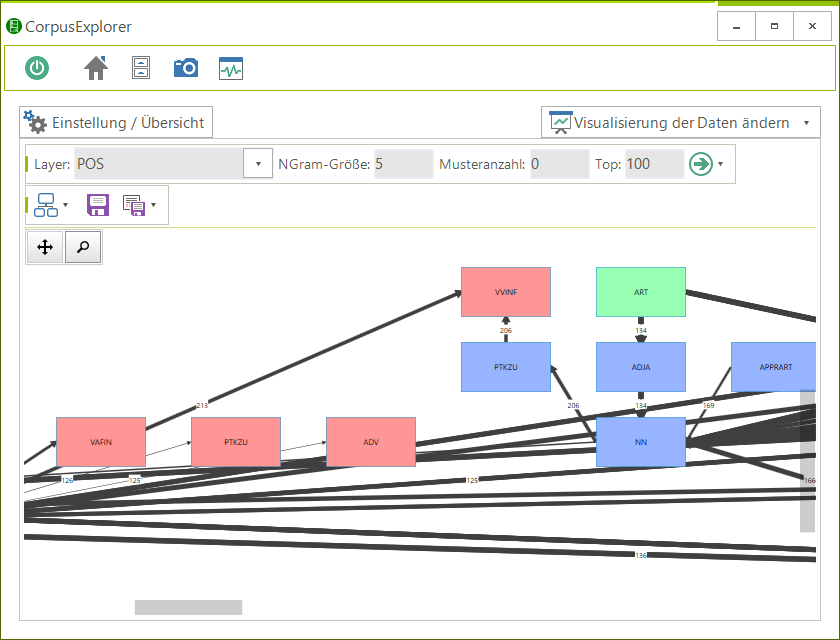 CorpusExplorer
Einstellung / Übersicht
Visualisierung der Daten ändern
Layer: POS NGram-Größe: 5 Musteranzahl: 0 Top: 100
VVINF ART
206 134
PTKZU ADJA APPRART
213 206 134 169
VAFIN PTKZU ADV NN
126 125 125 166
136